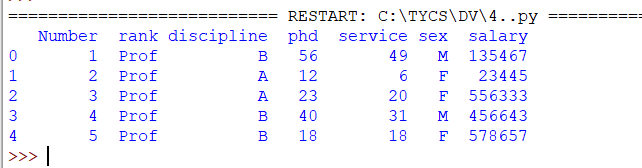 =========================== RESTART: C:\TYCS\DV\4..py ==========
Number rank discipline phd service sex salary
0 1 Prof B 56 49 M 135467
1 2 Prof A 12 6 F 23445
2 3 Prof A 23 20 F 556333
3 4 Prof B 40 31 M 456643
4 5 Prof B 18 18 F 578657
>>>